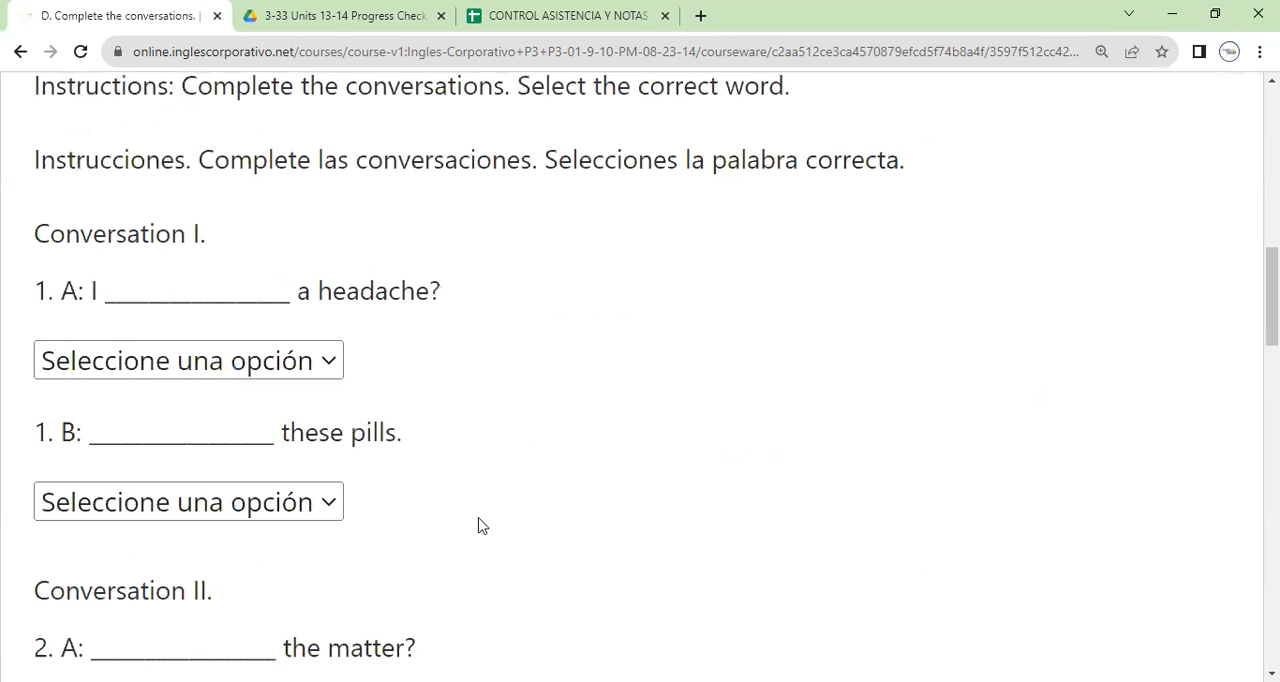 D. Complete the conversations. |
3-33 Units 13-14 Progress Check
CONTROL ASISTENCIA Y NOTAS
online.inglescorporativo.net/courses/course-v1:Ingles-Corporativo+P3+P3-01-9-10-PM-08-23-14/courseware/c2aa512ce3ca4570879efcd5f74b8a4f/3597f512cc42...
Instructions: Complete the conversations. Select the correct word.
Instrucciones. Complete las conversaciones. Selecciones la palabra correcta.
Conversation I.
1. A: I ________________ a headache?
Seleccione una opción
1. B: ________________ these pills.
Seleccione una opción
Conversation II.
2. A: ________________ the matter?